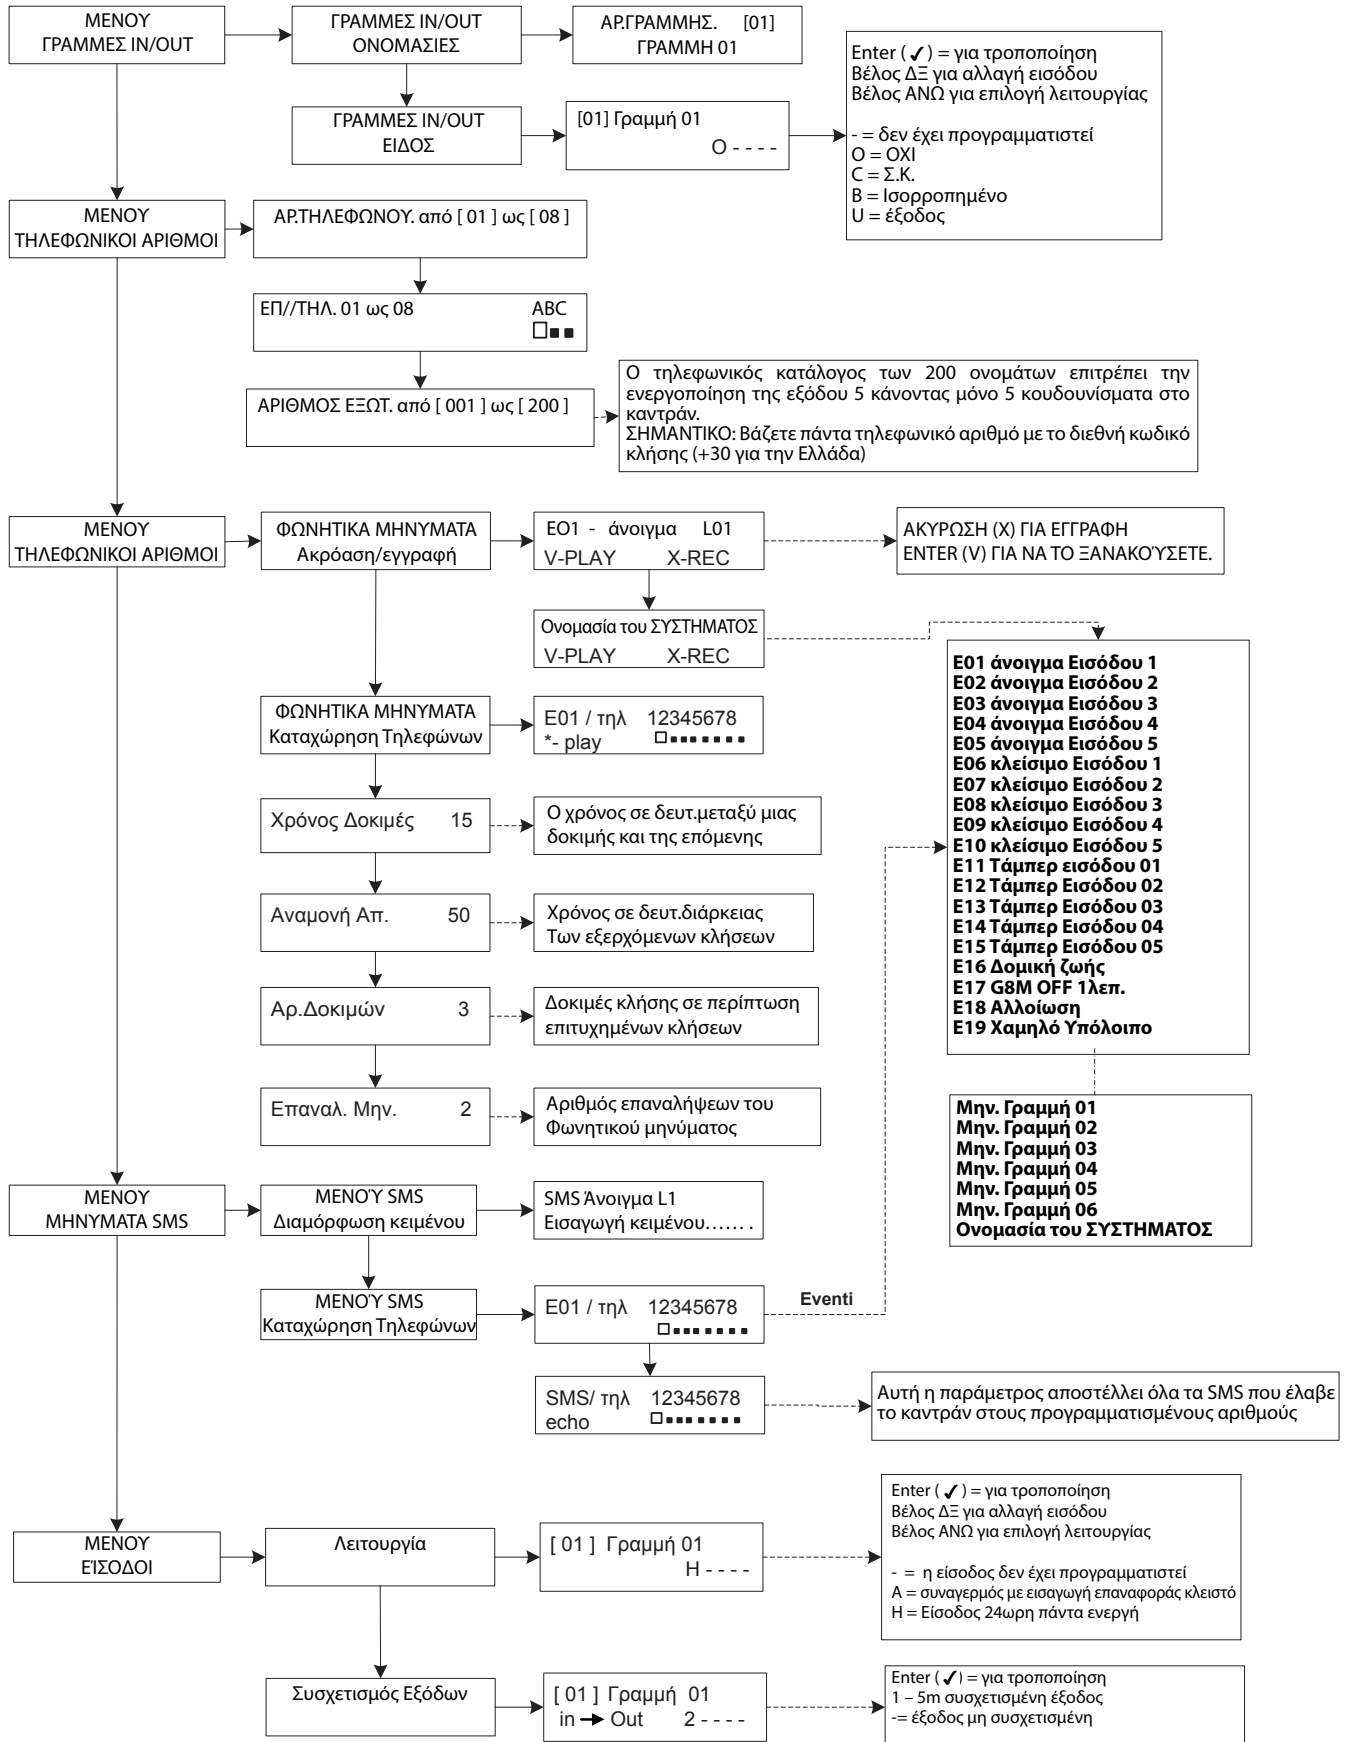 ΜΕΝΟΥ
ΓΡΑΜΜΕΣ IN/OUT
ΓΡΑΜΜΕΣ IN/OUT
ΟΝΟΜΑΣΙΕΣ
ΑΡ.ΓΡΑΜΜΗΣ. [01]
ΓΡΑΜΜΗ 01
Enter ( ✓ ) = για τροποποίηση
Βέλος ΔΞ για αλλαγή εισόδου
Βέλος ΑΝΩ για επιλογή λειτουργίας
- = δεν έχει προγραμματιστεί
O = ΟΧΙ
C = Σ.Κ.
B = Ισορροπημένο
U = έξοδος
ΓΡΑΜΜΕΣ IN/OUT
ΕΙΔΟΣ
[01] Γραμμή 01
O - - - -
ΜΕΝΟΥ
ΤΗΛΕΦΩΝΙΚΟΙ ΑΡΙΘΜΟΙ
ΑΡ.ΤΗΛΕΦΩΝΟΥ. από [ 01 ] ως [ 08 ]
ΕΠ//ΤΗΛ. 01 ως 08 ABC
ΑΡΙΘΜΟΣ ΕΞΩΤ. από [ 001 ] ως [ 200 ]
Ο τηλεφωνικός κατάλογος των 200 ονομάτων επιτρέπει την
ενεργοποίηση της εξόδου 5 κάνοντας μόνο 5 κουδουνίσματα στο
καντράν.
ΣΗΜΑΝΤΙΚΟ: Βάζετε πάντα τηλεφωνικό αριθμό με το διεθνή κωδικό
κλήσης (+30 για την Ελλάδα)
ΜΕΝΟΥ
ΤΗΛΕΦΩΝΙΚΟΙ ΑΡΙΘΜΟΙ
ΦΩΝΗΤΙΚΑ ΜΗΝΥΜΑΤΑ
Ακρόαση/εγγραφή
EO1 - άνοιγμα L01
V-PLAY X-REC
ΑΚΥΡΩΣΗ (X) ΓΙΑ ΕΓΓΡΑΦΗ
ENTER (V) ΓΙΑ ΝΑ ΤΟ ΞΑΝΑΚΟΎΣΕΤΕ.
Ονομασία του ΣΥΣΤΗΜΑΤΟΣ
V-PLAY X-REC
E01 άνοιγμα Εισόδου 1
E02 άνοιγμα Εισόδου 2
E03 άνοιγμα Εισόδου 3
E04 άνοιγμα Εισόδου 4
E05 άνοιγμα Εισόδου 5
E06 κλείσιμο Εισόδου 1
E07 κλείσιμο Εισόδου 2
E08 κλείσιμο Εισόδου 3
E09 κλείσιμο Εισόδου 4
E10 κλείσιμο Εισόδου 5
E11 Τάμπερ εισόδου 01
E12 Τάμπερ Εισόδου 02
E13 Τάμπερ Εισόδου 03
E14 Τάμπερ Εισόδου 04
E15 Τάμπερ Εισόδου 05
E16 Δομική ζωής
E17 G8M OFF 1λεπ.
E18 Αλλοίωση
E19 Χαμηλό Υπόλοιπο
ΦΩΝΗΤΙΚΑ ΜΗΝΥΜΑΤΑ
Καταχώρηση Τηλεφώνων
E01 / τηλ 12345678
*- play
Χρόνος Δοκιμές 15
Ο χρόνος σε δευτ.μεταξύ μιας
δοκιμής και της επόμενης
Αναμονή Απ. 50
Χρόνος σε δευτ.διάρκειας
Των εξερχόμενων κλήσεων
Αρ.Δοκιμών 3
Δοκιμές κλήσης σε περίπτωση
επιτυχημένων κλήσεων
Επαναλ. Μην. 2
Αριθμός επαναλήψεων του
Φωνητικού μηνύματος
Μην. Γραμμή 01
Μην. Γραμμή 02
Μην. Γραμμή 03
Μην. Γραμμή 04
Μην. Γραμμή 05
Μην. Γραμμή 06
Ονομασία του ΣΥΣΤΗΜΑΤΟΣ
ΜΕΝΟΥ
ΜΗΝΥΜΑΤΑ SMS
ΜΕΝΟΎ SMS
Διαμόρφωση κειμένου
SMS Άνοιγμα L1
Εισαγωγή κειμένου...... .
ΜΕΝΟΎ SMS
Καταχώρηση Τηλεφώνων
E01 / τηλ 12345678
Eventi
SMS/ τηλ 12345678
echo
Αυτή η παράμετρος αποστέλλει όλα τα SMS που έλαβε
το καντράν στους προγραμματισμένους αριθμούς
ΜΕΝΟΥ
ΕΊΣΟΔΟΙ
Λειτουργία
[ 01 ] Γραμμή 01
H - - - -
Enter ( ✓ ) = για τροποποίηση
Βέλος ΔΞ για αλλαγή εισόδου
Βέλος ΑΝΩ για επιλογή λειτουργίας
- = η είσοδος δεν έχει προγραμματιστεί
A = συναγερμός με εισαγωγή επαναφοράς κλειστό
H = Είσοδος 24ωρη πάντα ενεργή
Συσχετισμός Εξόδων
[ 01 ] Γραμμή 01
in → Out 2 - - - -
Enter ( ✓ ) = για τροποποίηση
1 – 5m συσχετισμένη έξοδος
-= έξοδος μη συσχετισμένη